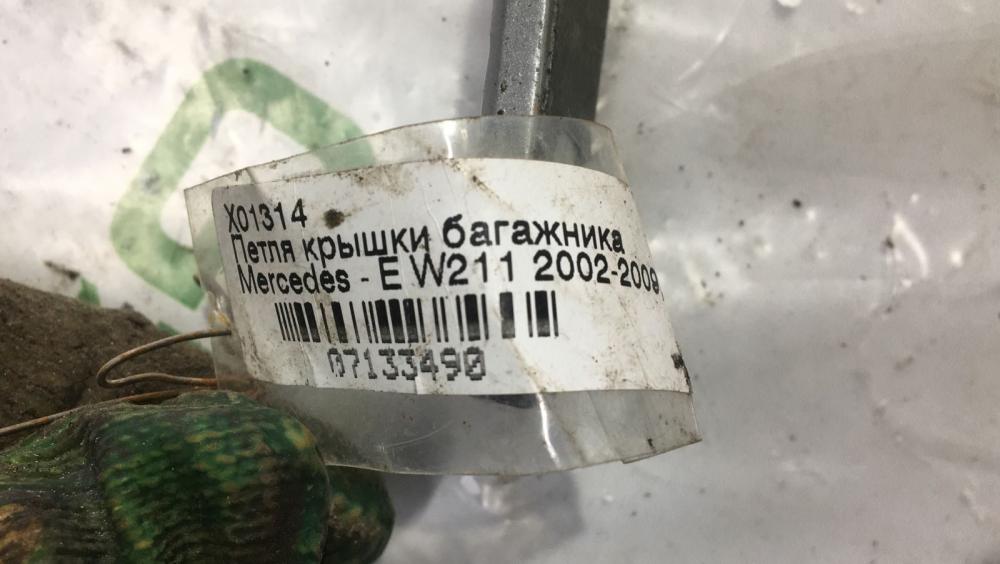 X01314
Петля крышки багажника
Mercedes - E W211 2002-2009
07133490